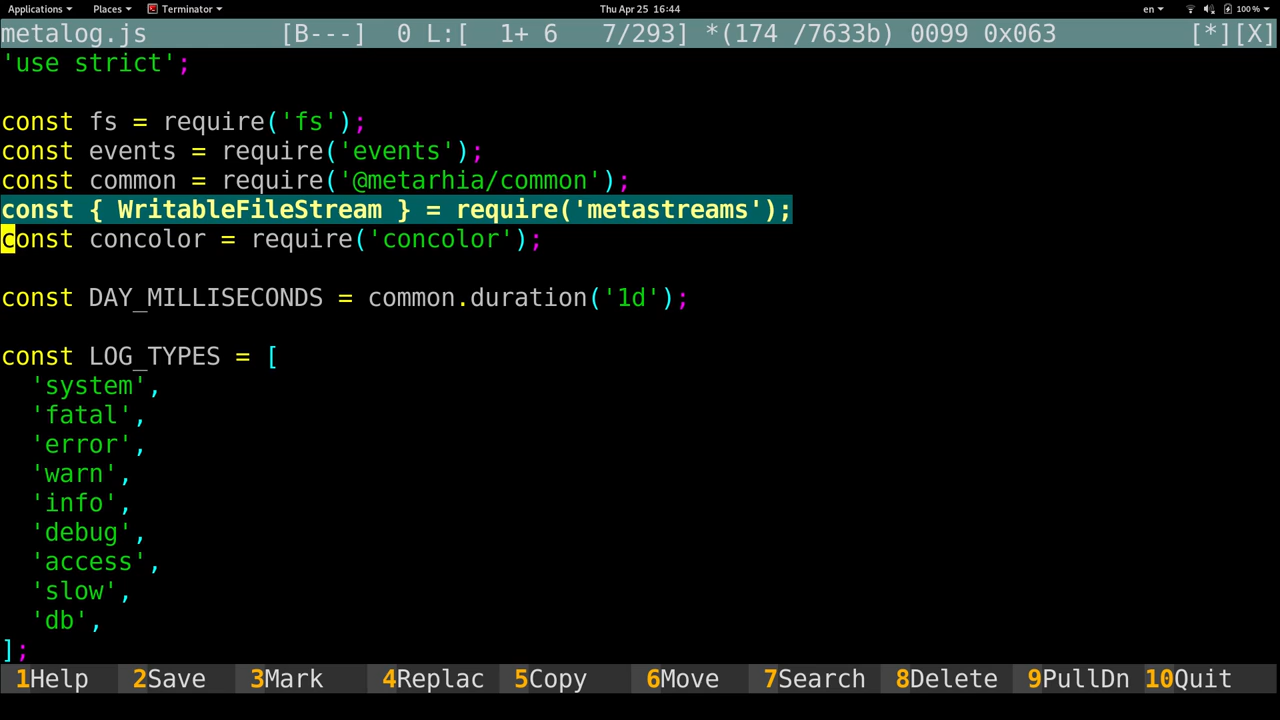 Applications Places Terminator Thu Apr 25 16:44 en 100 %
metalog.js [B---] 0 L:[ 1+ 6 7/293] *(174 /7633b) 0099 0x063 [*][X]
'use strict';
const fs = require('fs');
const events = require('events');
const common = require('@metarhia/common');
const { WritableFileStream } = require('metastreams');
const concolor = require('concolor');
const DAY_MILLISECONDS = common.duration('1d');
const LOG_TYPES = [
'system',
'fatal',
'error',
'warn',
'info',
'debug',
'access',
'slow',
'db',
];
1Help 2Save 3Mark 4Replac 5Copy 6Move 7Search 8Delete 9PullDn 10Quit